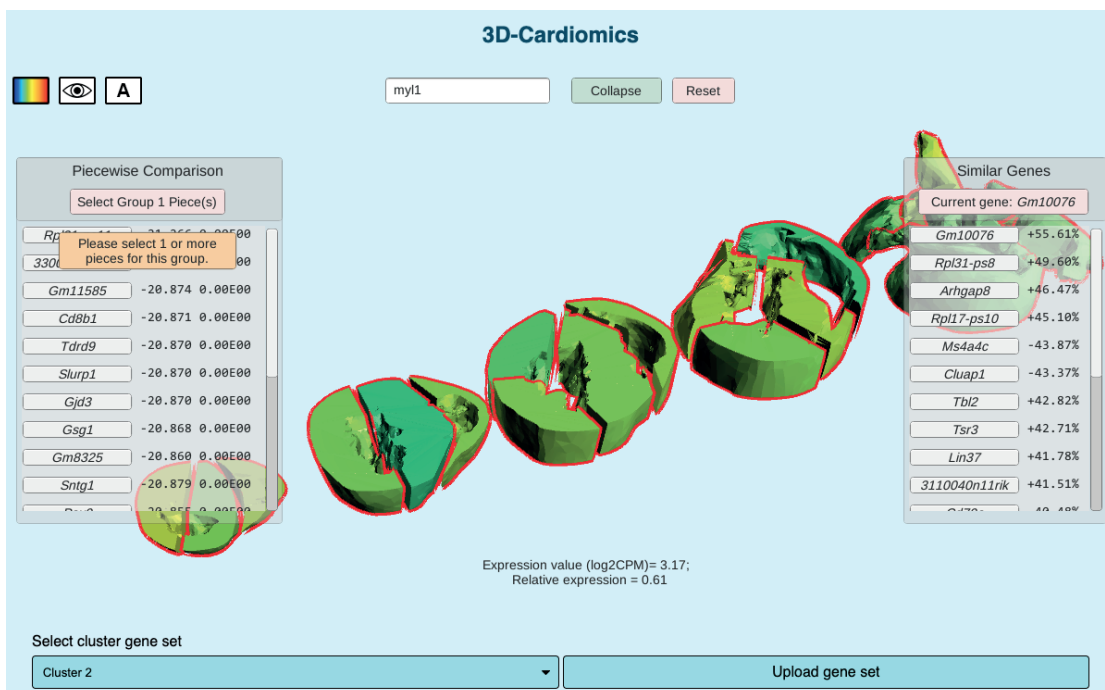 3D-Cardiomics
A
myl1
Collapse
Reset
Piecewise Comparison
Select Group 1 Piece(s)
Please select 1 or more
pieces for this group.
Gm11585 -20.874 0.00E00
Cd8b1 -20.871 0.00E00
Tdrd9 -20.870 0.00E00
Slurp1 -20.870 0.00E00
Gjd3 -20.870 0.00E00
Gsg1 -20.868 0.00E00
Gm8325 -20.860 0.00E00
Sntg1 -20.879 0.00E00
Similar Genes
Current gene: Gm10076
Gm10076 +55.61%
Rpl31-ps8 +49.60%
Arhgap8 +46.47%
Rpl17-ps10 +45.10%
Ms4a4c -43.87%
Cluap1 -43.37%
Tbl2 +42.82%
Tsr3 +42.71%
Lin37 +41.78%
3110040n11rik +41.51%
Expression value (log2CPM)= 3.17;
Relative expression = 0.61
Select cluster gene set
Cluster 2
Upload gene set